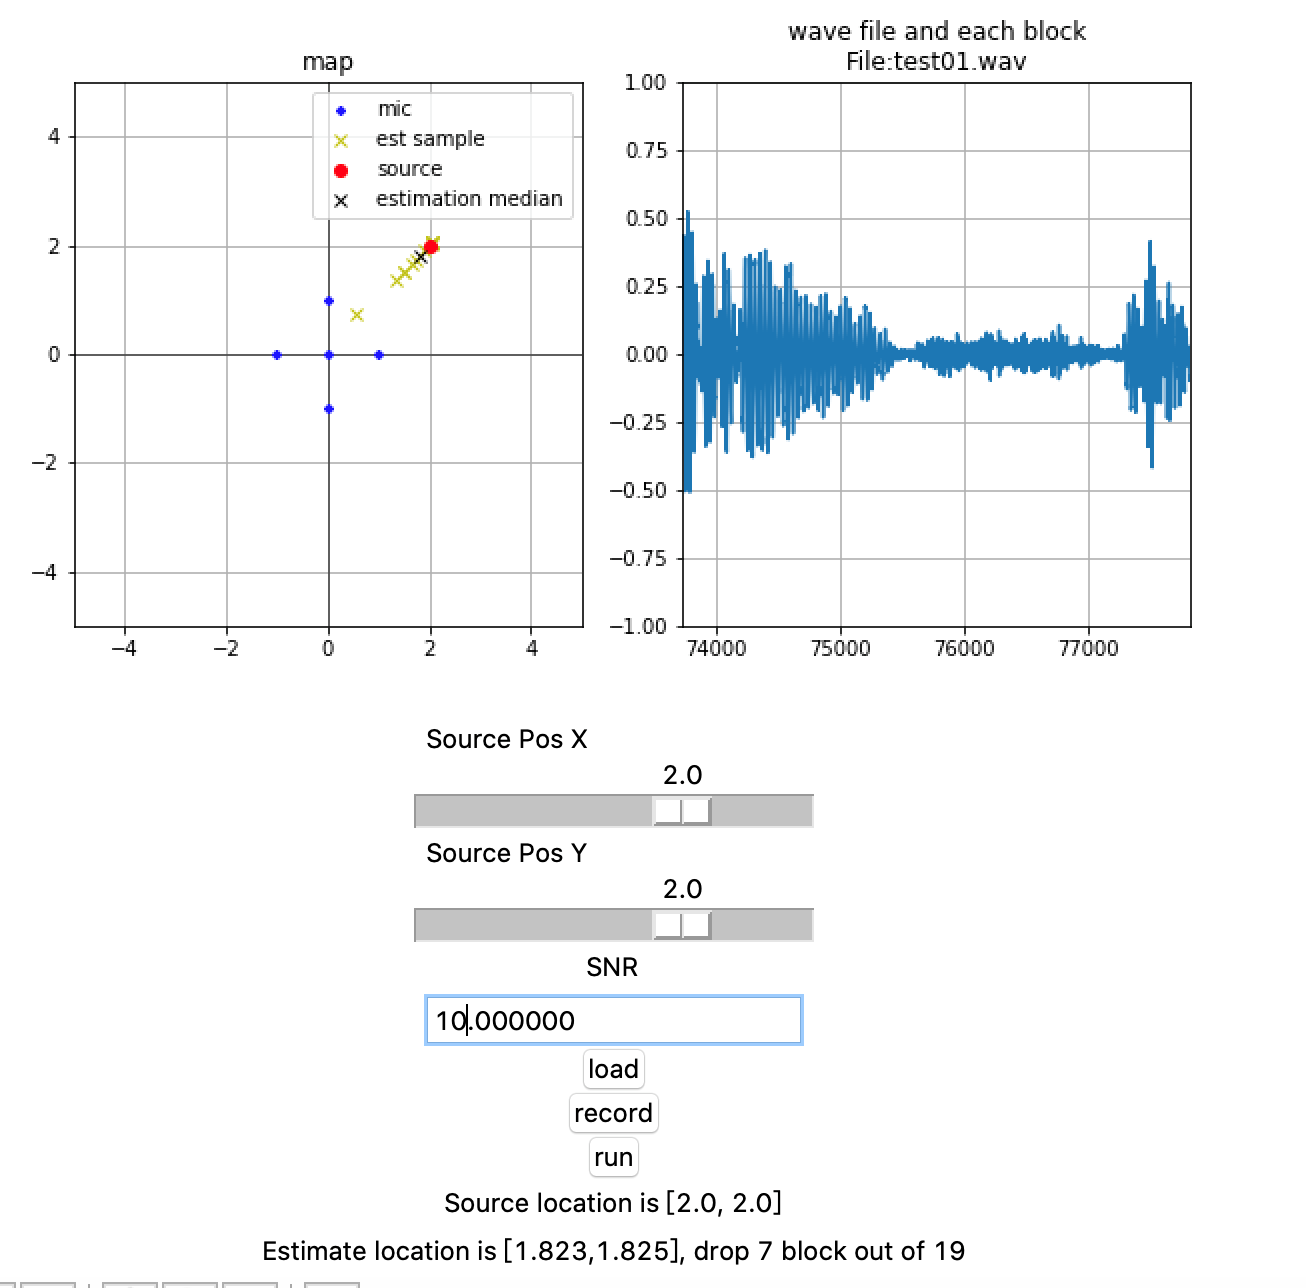 map
mic
est sample
source
estimation median
4
2
0
−2
−4
−4 −2 0 2 4
wave file and each block
File:test01.wav
1.00
0.75
0.50
0.25
0.00
−0.25
−0.50
−0.75
−1.00
74000 75000 76000 77000
Source Pos X
2.0
Source Pos Y
2.0
SNR
10.000000
load
record
run
Source location is [2.0, 2.0]
Estimate location is [1.823,1.825], drop 7 block out of 19